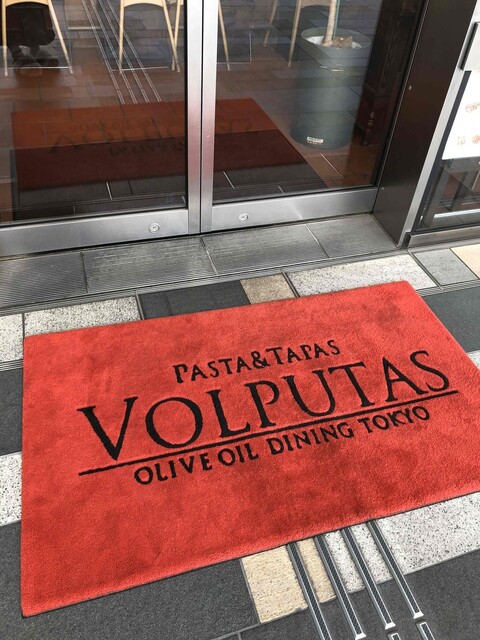 PASTA&TAPAS
VOLPUTAS
OLIVE OIL DINING TOKYO